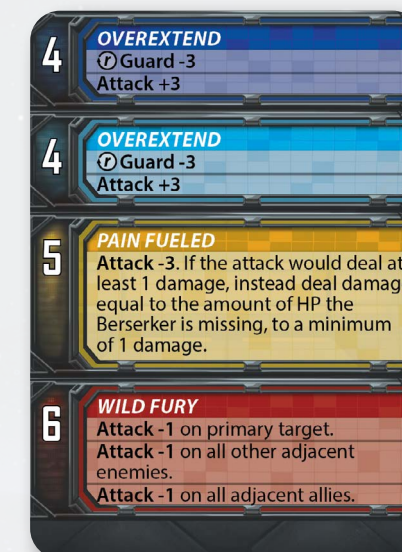 4
OVEREXTEND
ⓡ Guard -3
Attack +3
4
OVEREXTEND
ⓡ Guard -3
Attack +3
5
PAIN FUELED
Attack -3. If the attack would deal at
least 1 damage, instead deal damag
equal to the amount of HP the
Berserker is missing, to a minimum
of 1 damage.
6
WILD FURY
Attack -1 on primary target.
Attack -1 on all other adjacent
enemies.
Attack -1 on all adjacent allies.